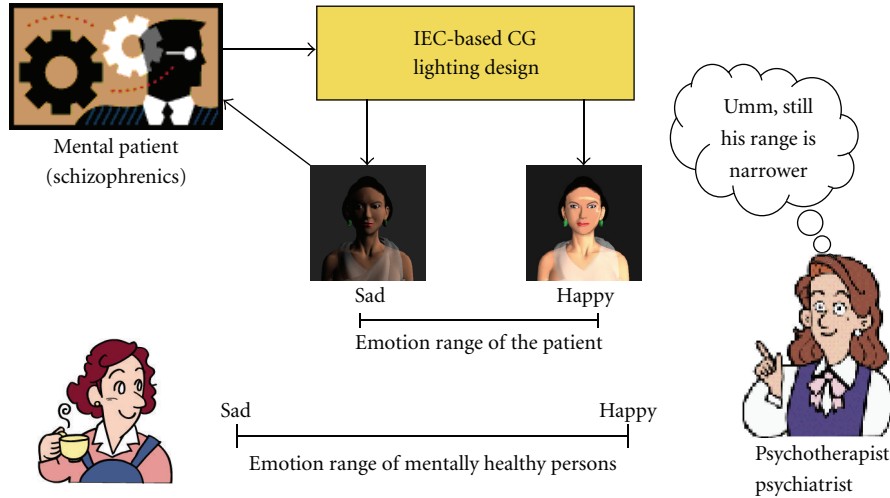 IEC-based CG
lighting design
Mental patient
(schizophrenics)
Umm, still
his range is
narrower
Sad
Happy
Emotion range of the patient
Sad
Happy
Emotion range of mentally healthy persons
Psychotherapist
psychiatrist